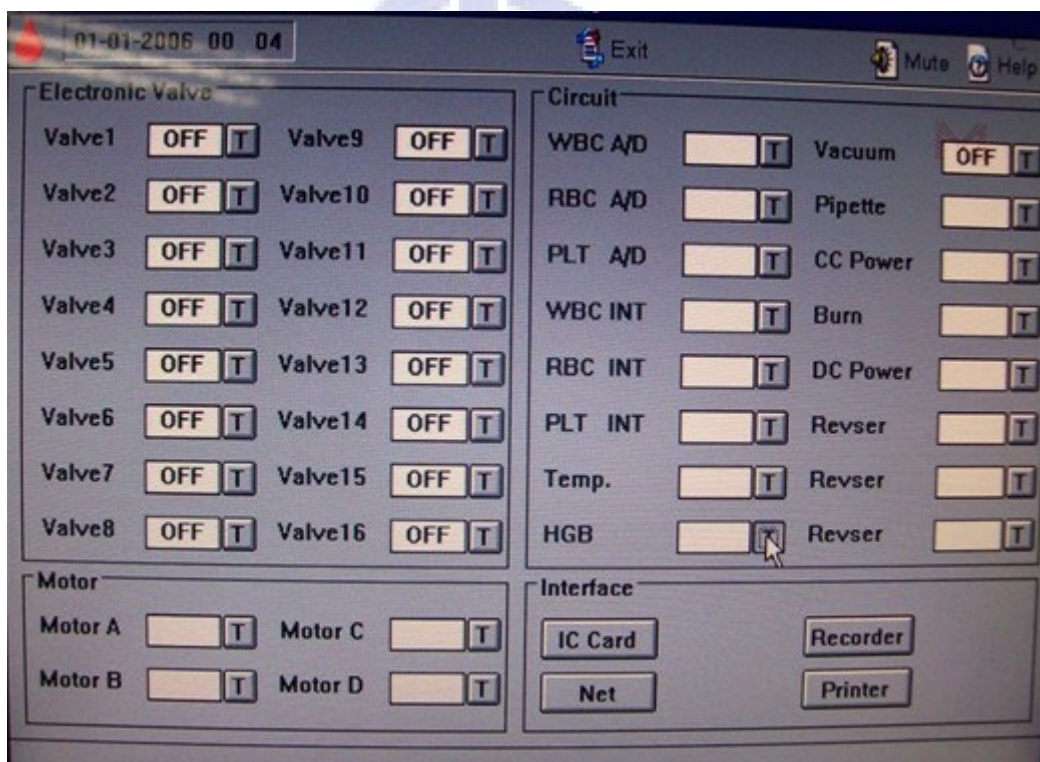 01-01-2006 00 04
Exit
Mute
Help
Electronic Valve
Valve1 OFF T Valve9 OFF T
Valve2 OFF T Valve10 OFF T
Valve3 OFF T Valve11 OFF T
Valve4 OFF T Valve12 OFF T
Valve5 OFF T Valve13 OFF T
Valve6 OFF T Valve14 OFF T
Valve7 OFF T Valve15 OFF T
Valve8 OFF T Valve16 OFF T
Circuit
WBC A/D T Vacuum OFF T
RBC A/D T Pipette T
PLT A/D T CC Power T
WBC INT T Burn T
RBC INT T DC Power T
PLT INT T Revser T
Temp. T Revser T
HGB T Revser T
Motor
Motor A T Motor C T
Motor B T Motor D T
Interface
IC Card Recorder
Net Printer